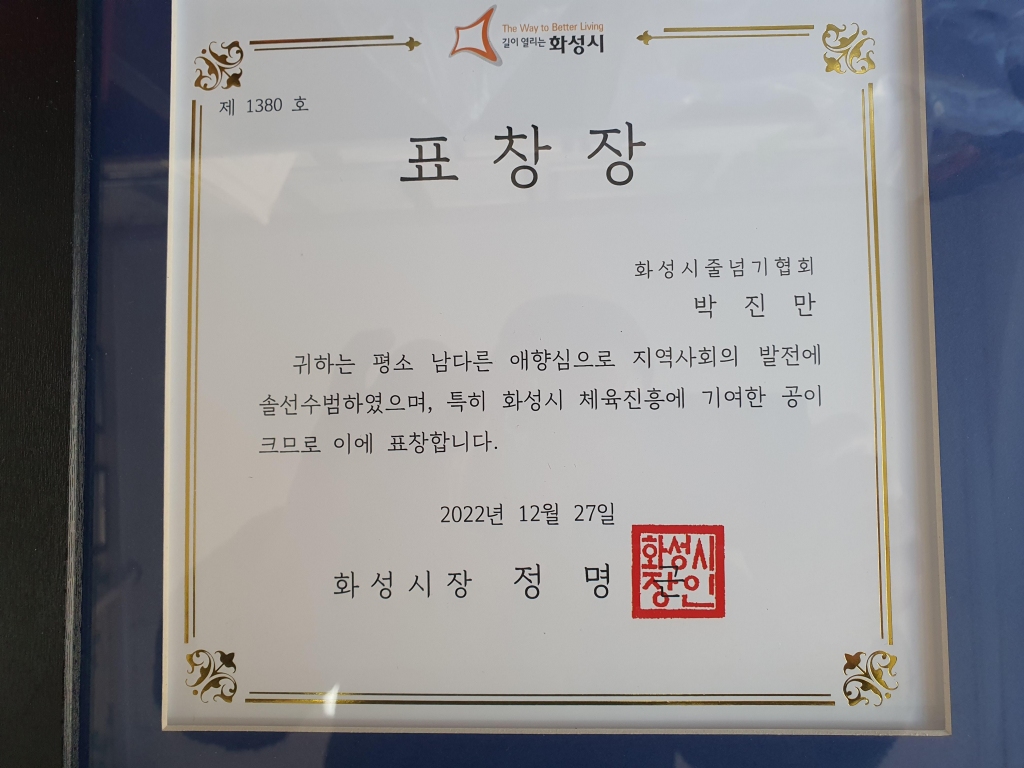 The Way to Better Living
길이 열리는 화성시
제 1380 호
표 창 장
화성시줄넘기협회
박 진 만
귀하는 평소 남다른 애향심으로 지역사회의 발전에
솔선수범하였으며, 특히 화성시 체육진흥에 기여한 공이
크므로 이에 표창합니다.
2022년 12월 27일
화성시장 정 명 근
화성시
장인